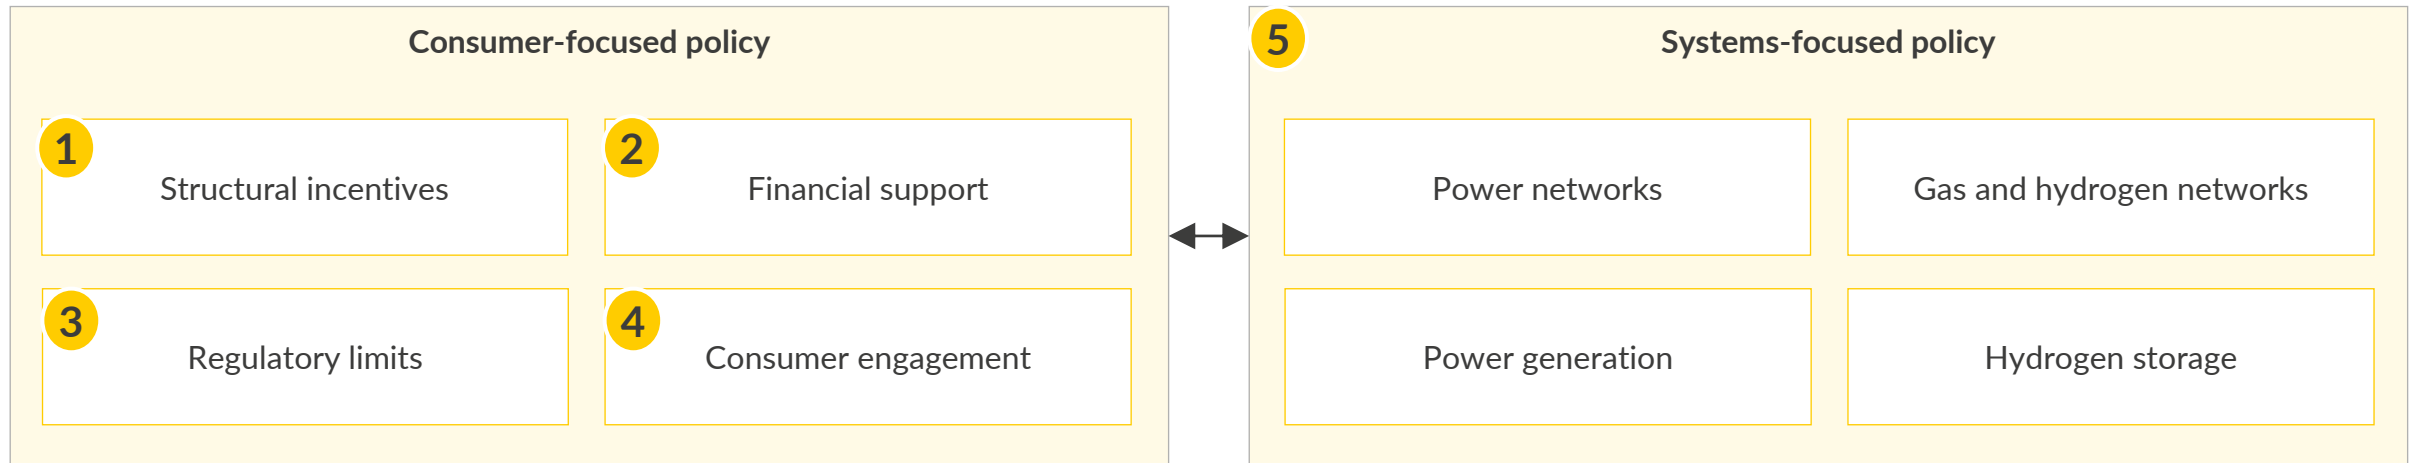 Consumer-focused policy
1
Structural incentives
2
Financial support
3
Regulatory limits
4
Consumer engagement
5
Systems-focused policy
Power networks
Gas and hydrogen networks
Power generation
Hydrogen storage